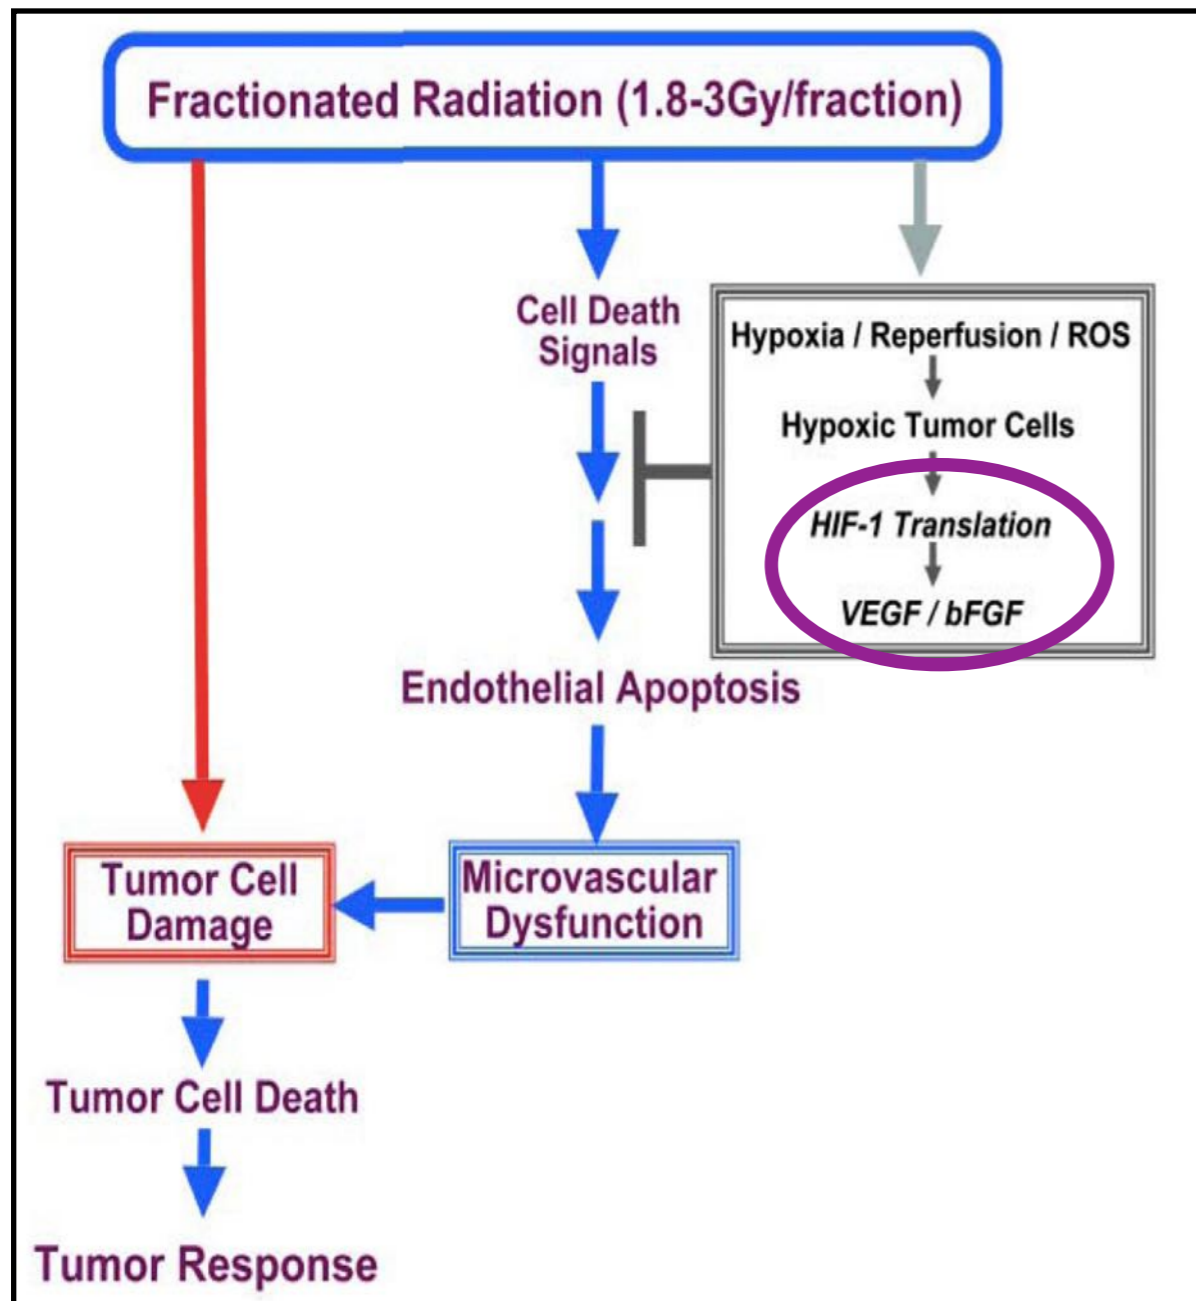 Fractionated Radiation (1.8-3Gy/fraction)
Cell Death
Signals
Hypoxia / Reperfusion / ROS
Hypoxic Tumor Cells
HIF-1 Translation
VEGF / bFGF
Endothelial Apoptosis
Tumor Cell
Damage
Microvascular
Dysfunction
Tumor Cell Death
Tumor Response